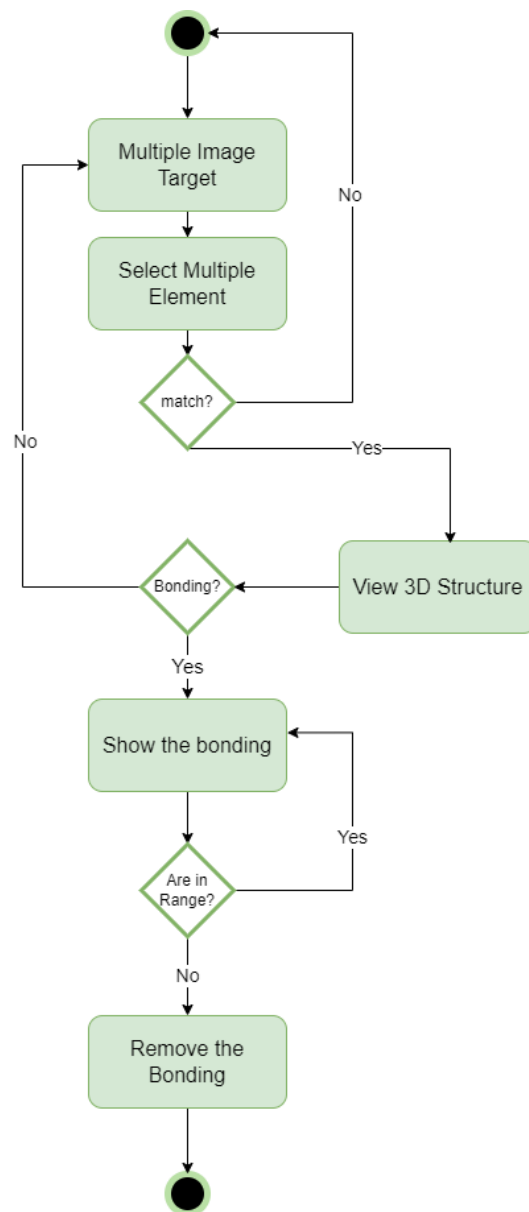 Multiple Image
Target
No
Select Multiple
Element
match?
No
Yes
Bonding?
View 3D Structure
Yes
Show the bonding
Yes
Are in
Range?
No
Remove the
Bonding